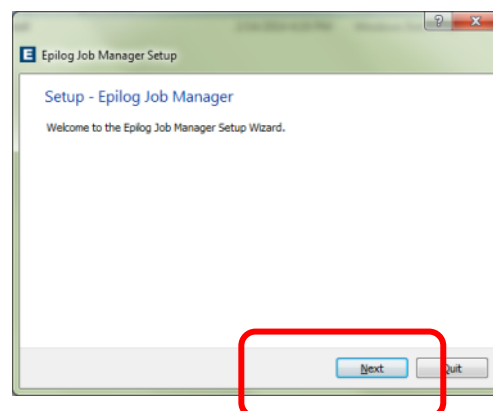 ?
X
E
Epilog Job Manager Setup
Setup - Epilog Job Manager
Welcome to the Epilog Job Manager Setup Wizard.
Next
Quit